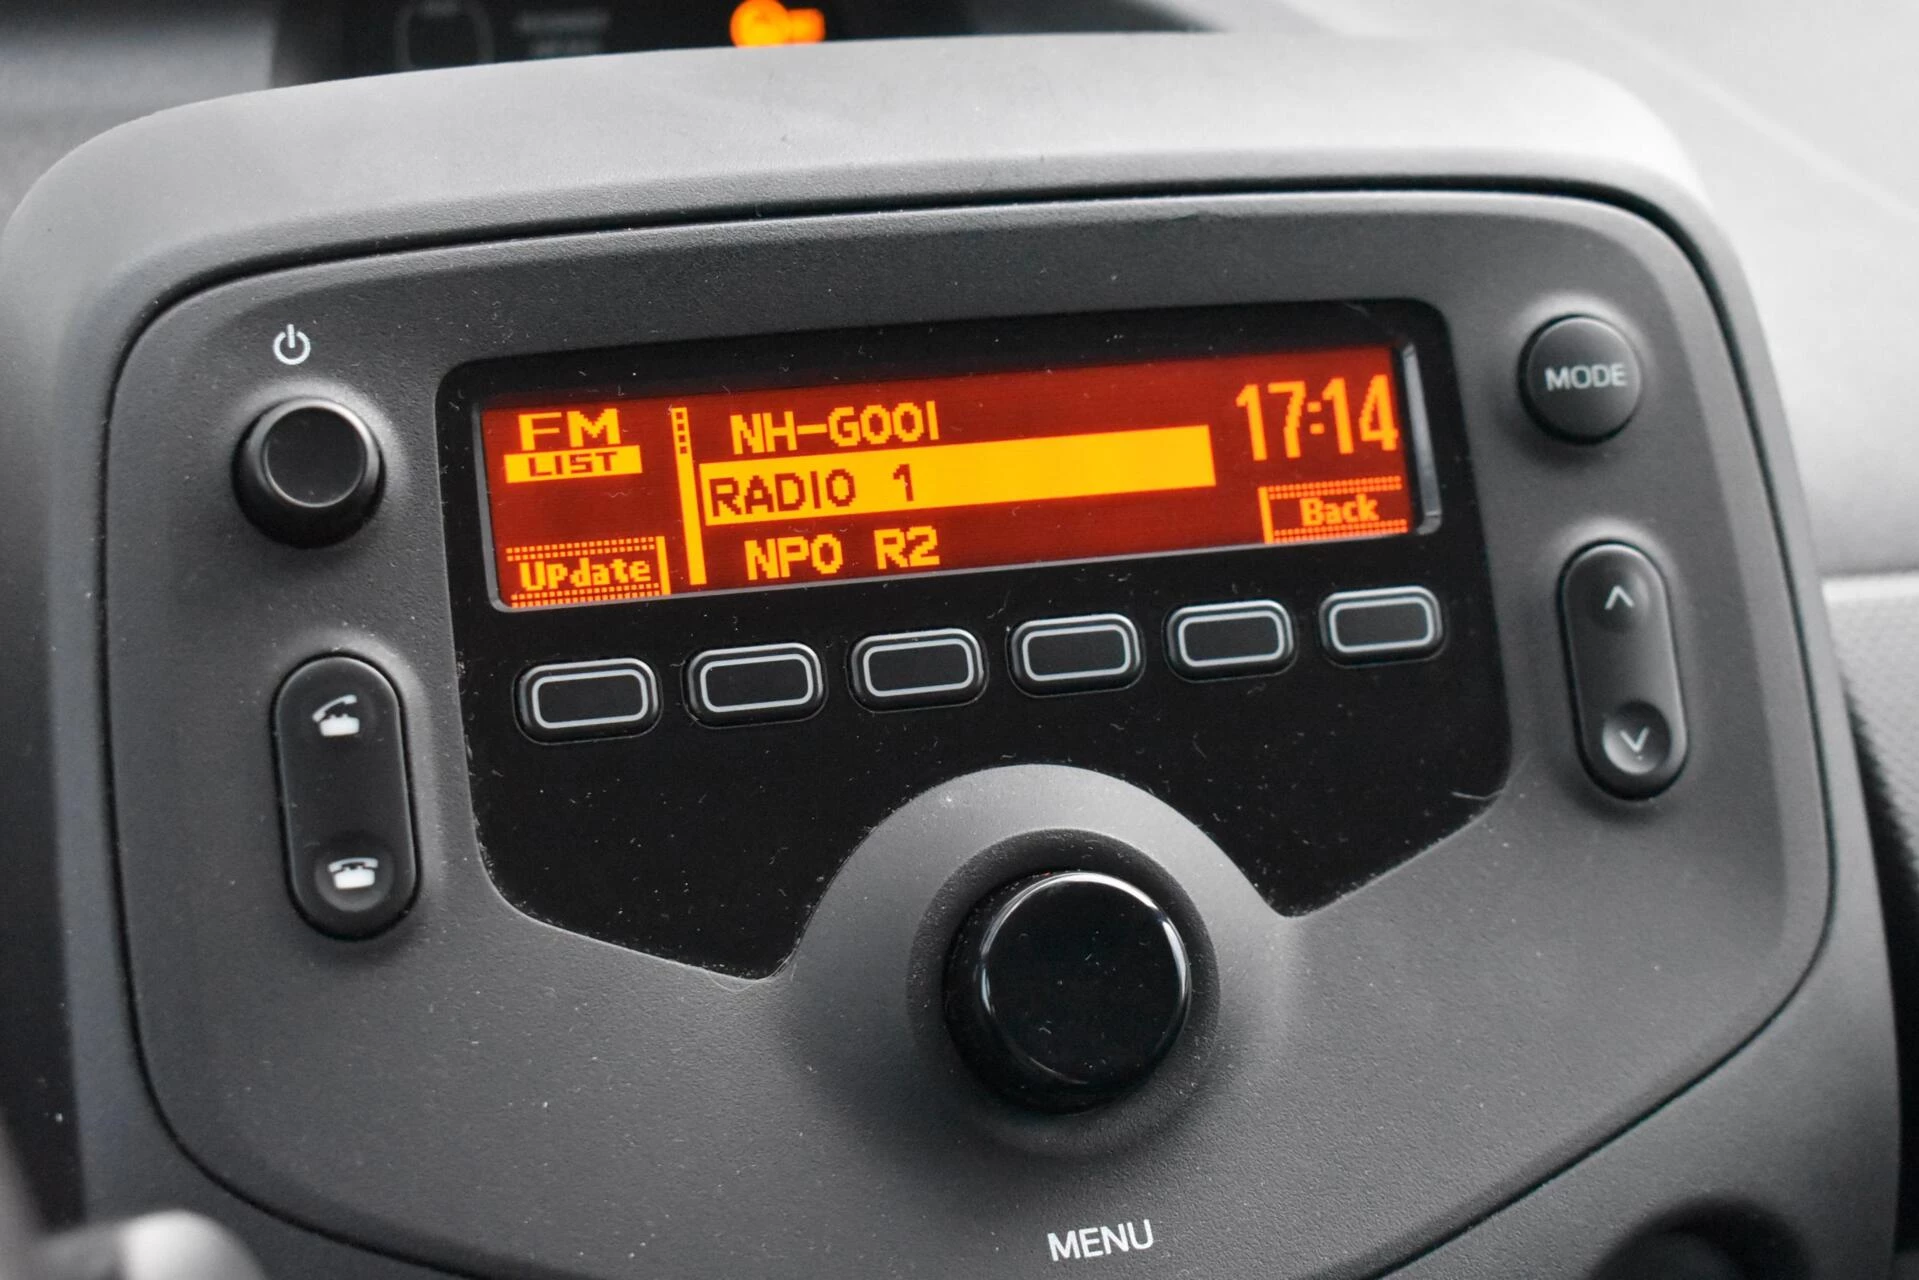 FM
LIST
Update
NH-GOOI
RADIO 1
NPO R2
17:14
Back
MODE
MENU